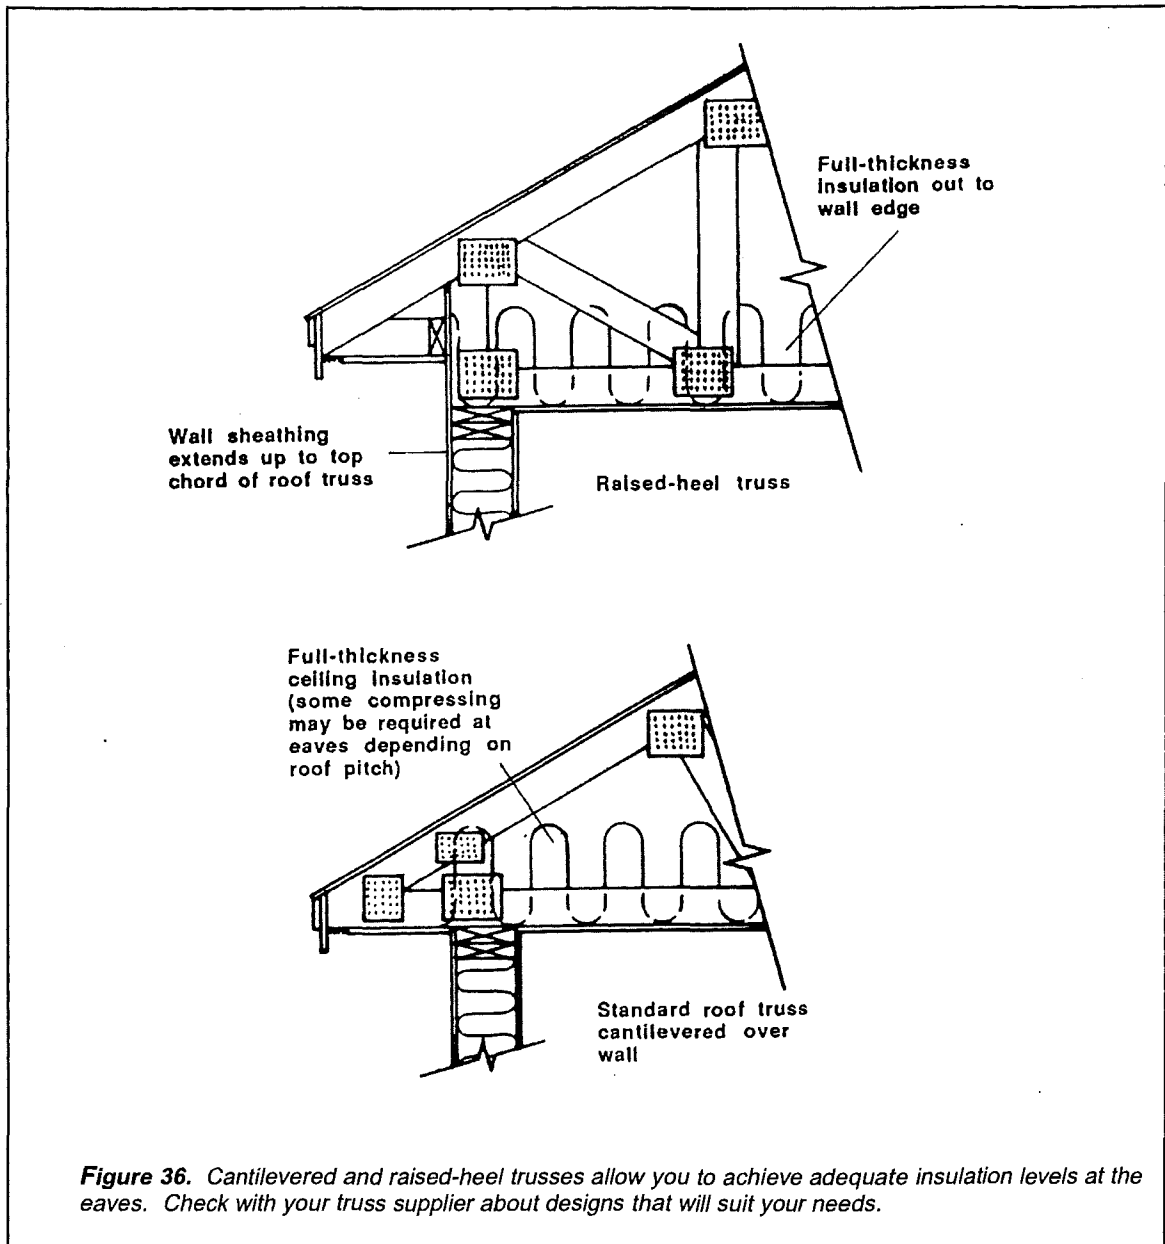 Full-thickness
insulation out to
wall edge
Wall sheathing
extends up to top
chord of roof truss
Raised-heel truss
Full-thickness
ceiling insulation
(some compressing
may be required at
eaves depending on
roof pitch)
Standard roof truss
cantilevered over
wall
Figure 36. Cantilevered and raised-heel trusses allow you to achieve adequate insulation levels at the
eaves. Check with your truss supplier about designs that will suit your needs.